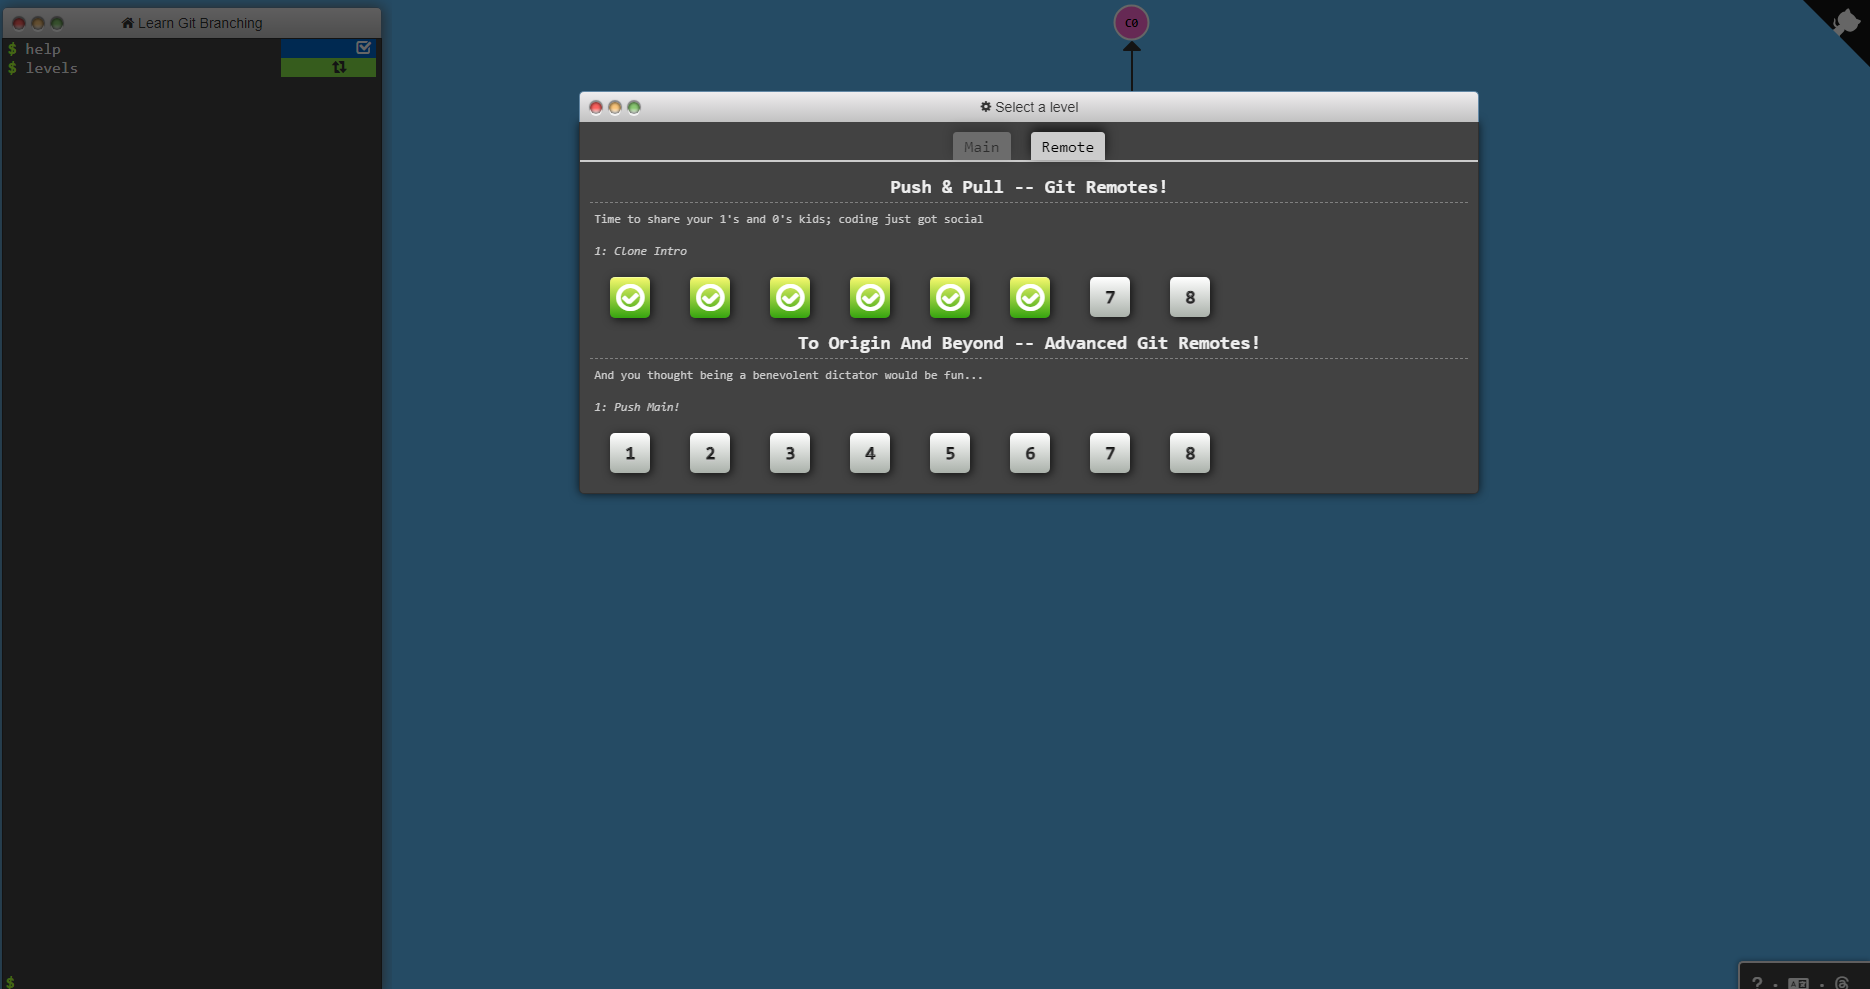 Learn Git Branching
$ help
$ levels
$
C0
Select a level
Main Remote
Push & Pull -- Git Remotes!
Time to share your 1's and 0's kids; coding just got social
1: Clone Intro
7 8
To Origin And Beyond -- Advanced Git Remotes!
And you thought being a benevolent dictator would be fun...
1: Push Main!
1 2 3 4 5 6 7 8
?